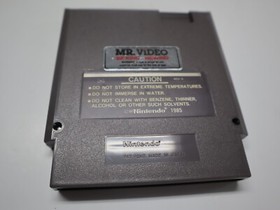 MR. VIDEO
CAUTION
●DO NOT STORE IN EXTREME TEMPERATURES.
●DO NOT IMMERSE IN WATER.
●DO NOT CLEAN WITH BENZENE, THINNER,
ALCOHOL OR OTHER SUCH SOLVENTS.
©Nintendo 1985
Nintendo